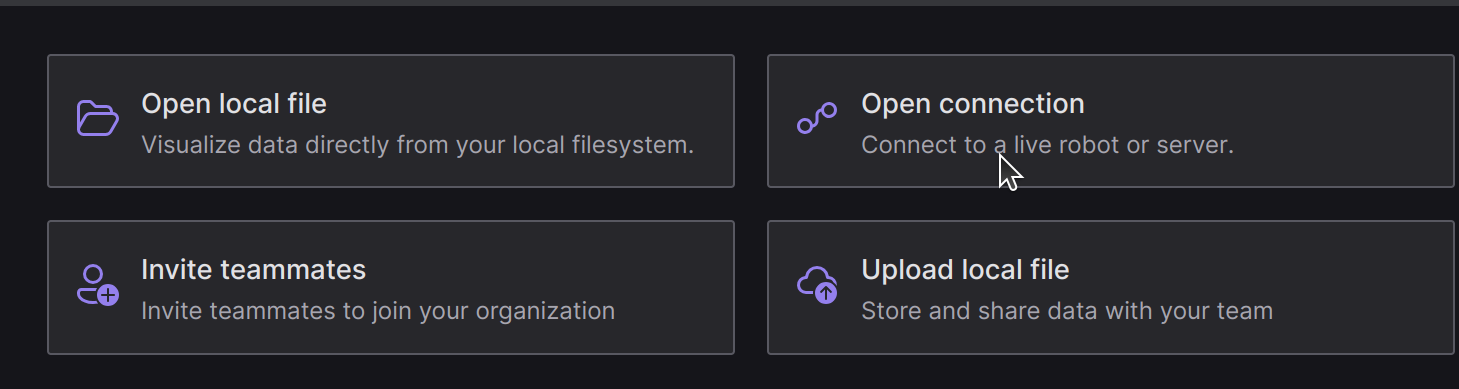 Open local file
Visualize data directly from your local filesystem.
Open connection
Connect to a live robot or server.
Invite teammates
Invite teammates to join your organization
Upload local file
Store and share data with your team